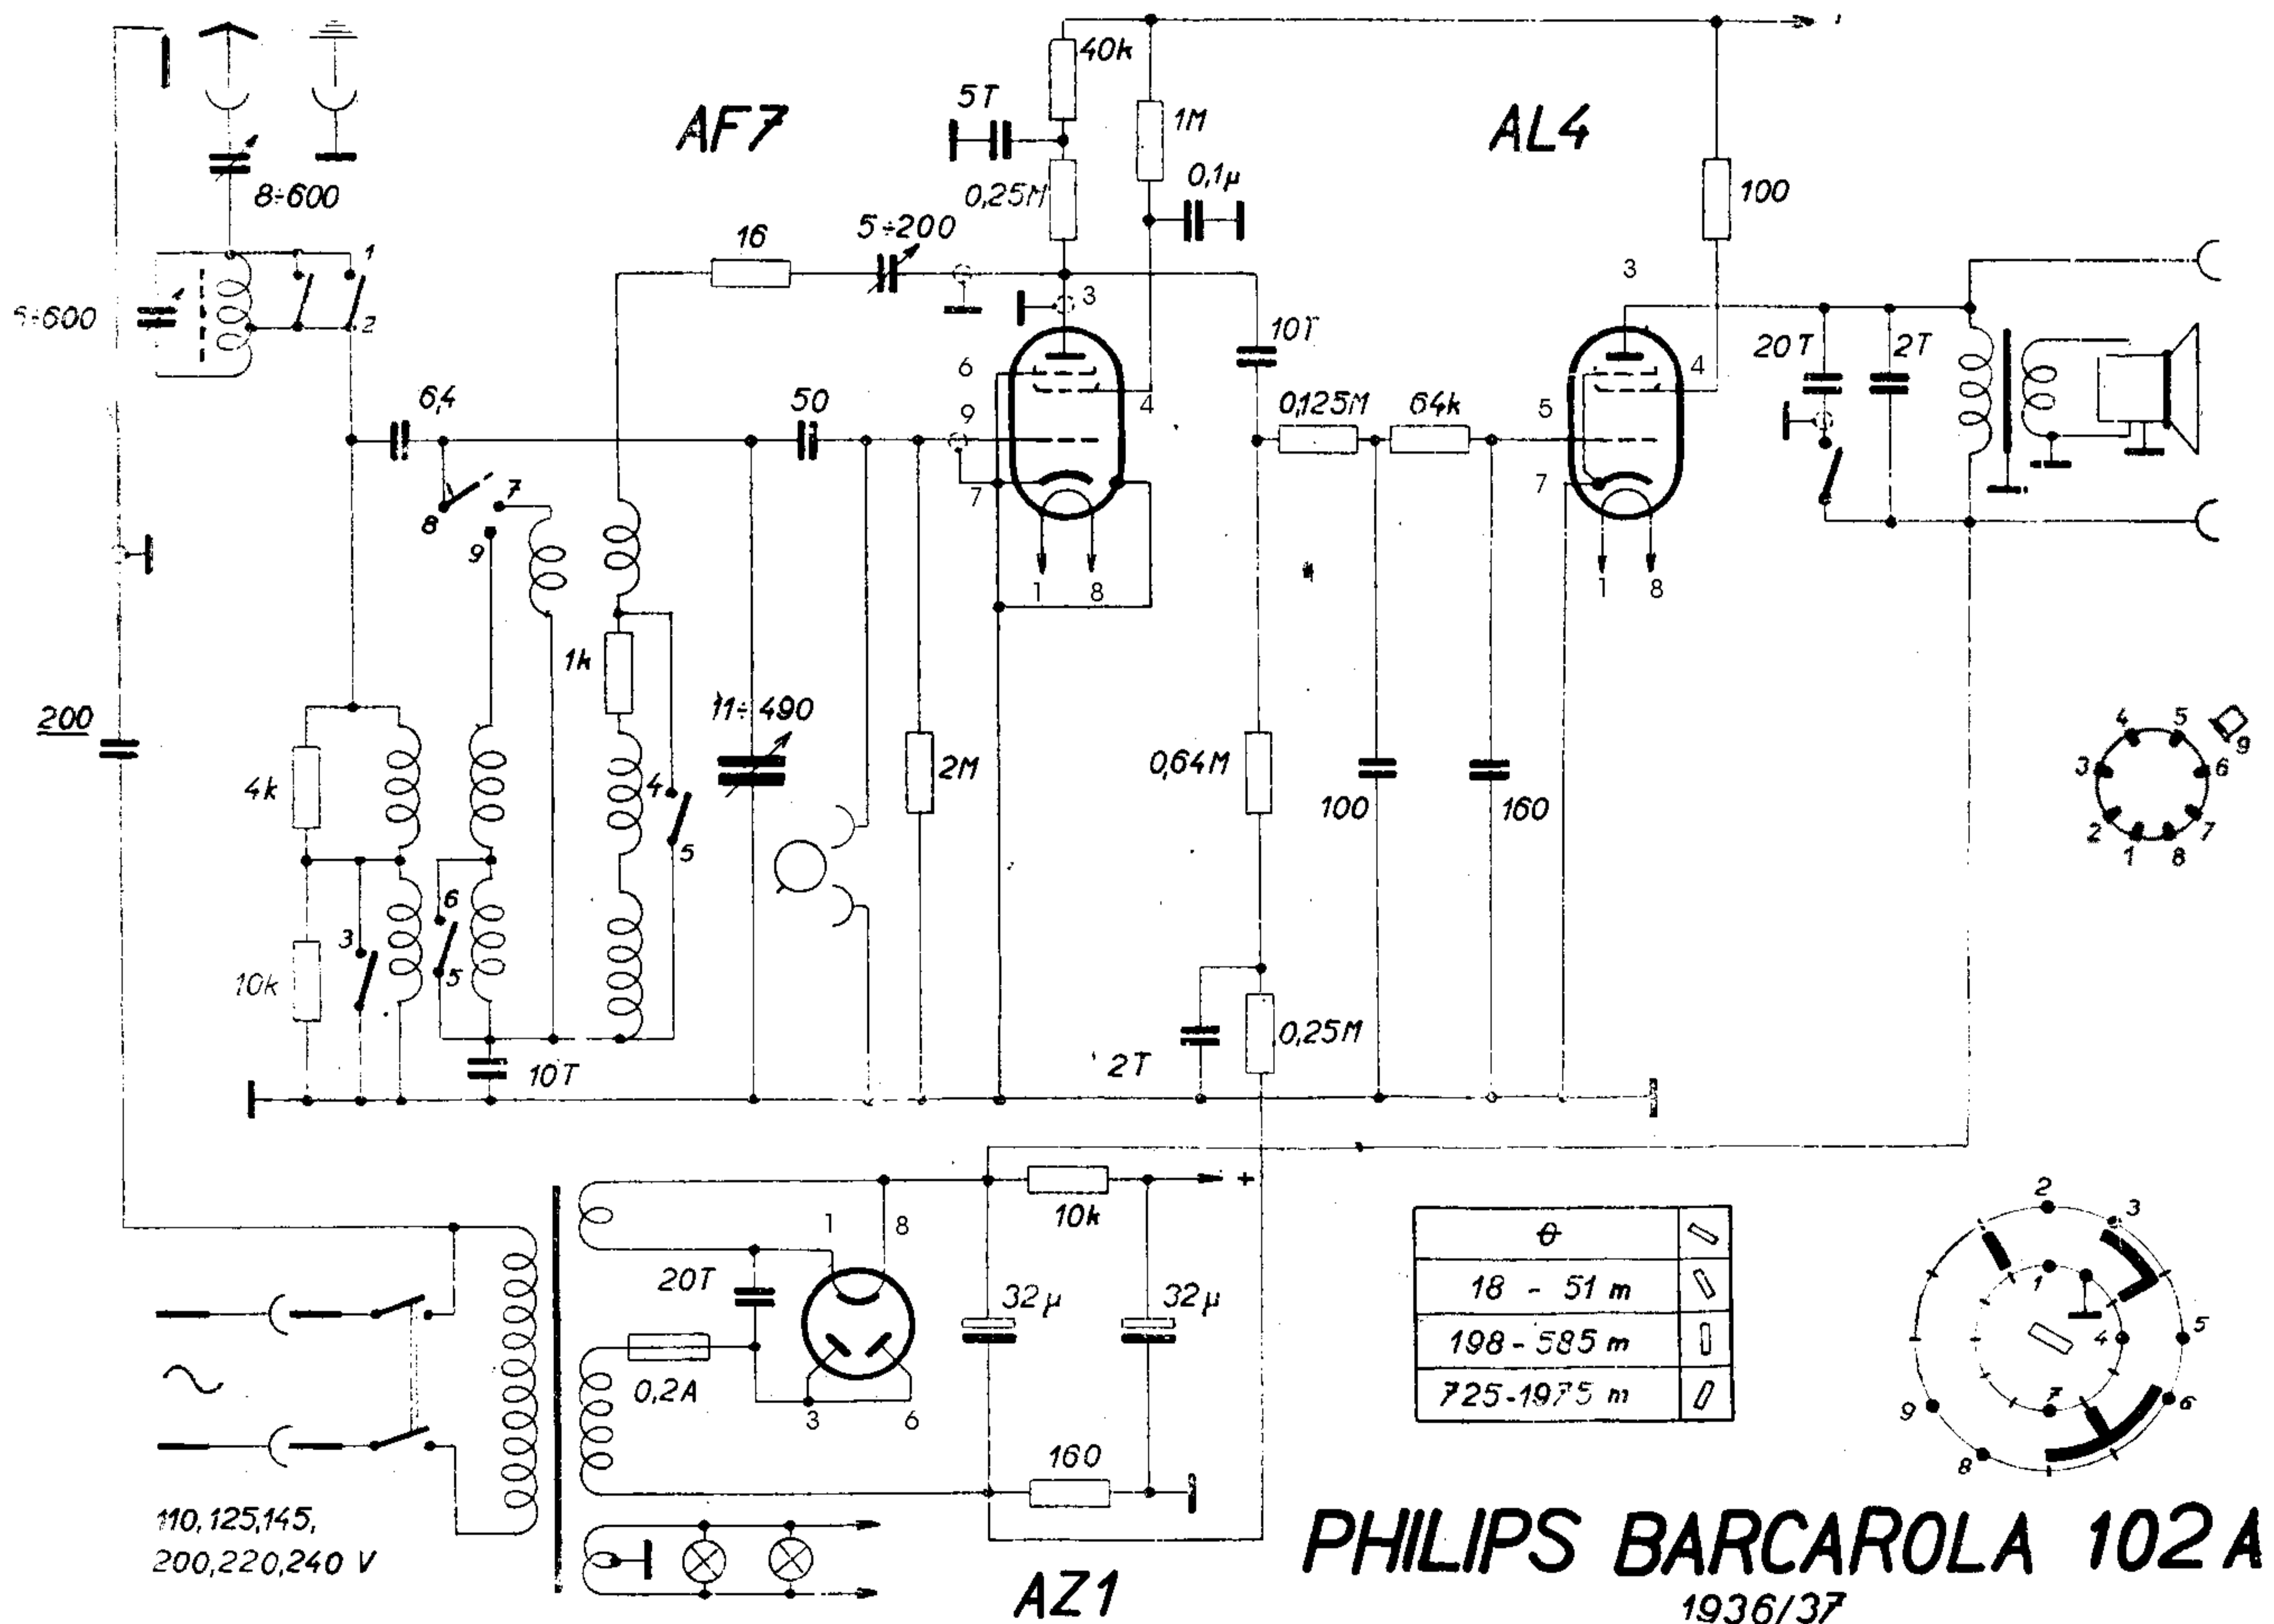 AF7
AL4
40k
5T
1M
0,25M
0,1µ
100
8÷600
16
5÷200
3
3
1
2
÷600
10T
20T
2T
6
4
4
6,4
50
9
0,125M
64k
5
7
7
8
7
9
1
8
1
8
1k
200
11÷490
4k
2M
0,64M
4
5
100
160
4
5
9
3
6
2
7
1
8
6
3
5
10k
10T
2T
0,25M
10k
+
1
8
20T
32µ
32µ
0,2A
3
6
160
110,125,145,
200,220,240 V
AZ1
θ
18 - 51 m
198 - 585 m
725-1975 m
2
3
1
4
5
7
6
9
8
PHILIPS BARCAROLA 102A
1936/37